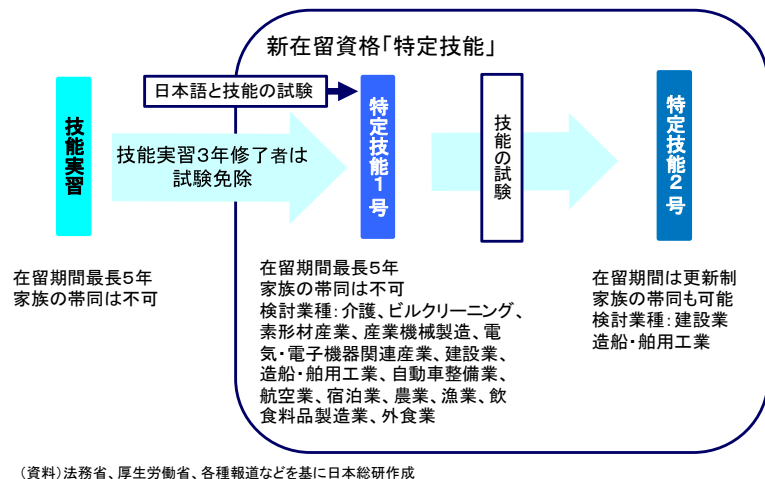 新在留資格「特定技能」
日本語と技能の試験
技能実習
技能実習3年修了者は
試験免除
特定技能1号
技能の試験
特定技能2号
在留期間最長5年
家族の帯同は不可
在留期間最長5年
家族の帯同は不可
検討業種:介護、ビルクリーニング、
素形材産業、産業機械製造、電
気・電子機器関連産業、建設業、
造船・舶用工業、自動車整備業、
航空業、宿泊業、農業、漁業、飲
食料品製造業、外食業
在留期間は更新制
家族の帯同も可能
検討業種:建設業
造船・舶用工業
(資料)法務省、厚生労働省、各種報道などを基に日本総研作成